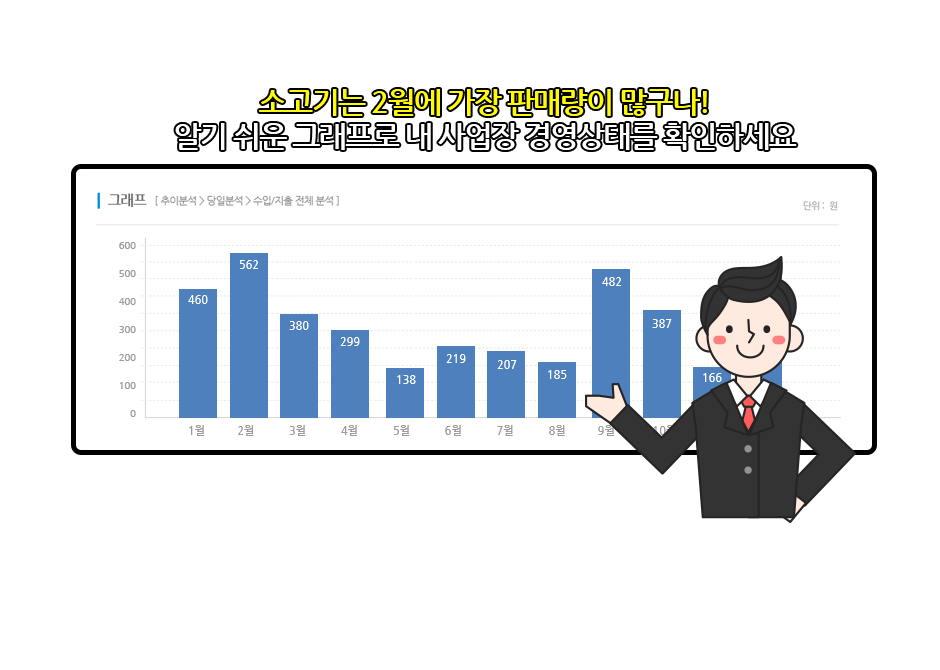 소고기는 2월에 가장 판매량이 많구나!
알기 쉬운 그래프로 내 사업장 경영상태를 확인하세요
그래프 [ 추이분석 > 당일분석 > 수입/지출 전체 분석 ]
단위 : 원
600
500
400
300
200
100
0
460 562 380 299 138 219 207 185 482 387 166
1월 2월 3월 4월 5월 6월 7월 8월 9월